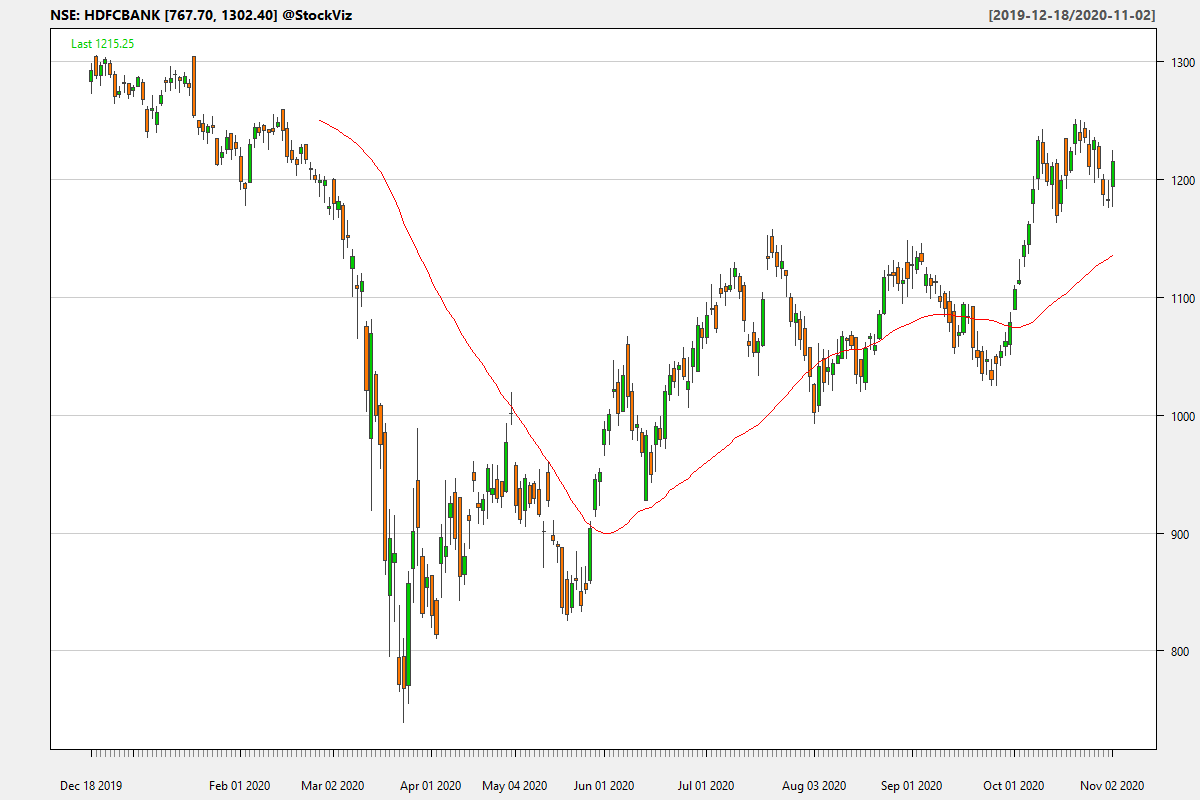 NSE: HDFCBANK [767.70, 1302.40] @StockViz
[2019-12-18/2020-11-02]
Last 1215.25
1300
1200
1100
1000
900
800
Dec 18 2019 Feb 01 2020 Mar 02 2020 Apr 01 2020 May 04 2020 Jun 01 2020 Jul 01 2020 Aug 03 2020 Sep 01 2020 Oct 01 2020 Nov 02 2020